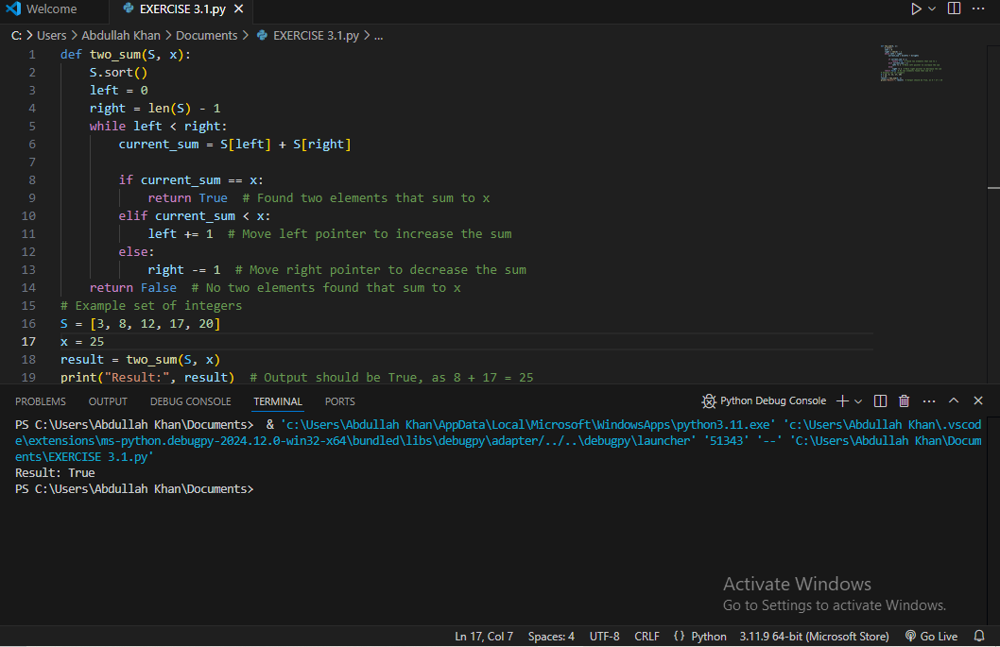 Welcome
EXERCISE 3.1.py
C: > Users > Abdullah Khan > Documents > EXERCISE 3.1.py > ...
1 def two_sum(S, x):
2     S.sort()
3     left = 0
4     right = len(S) - 1
5     while left < right:
6         current_sum = S[left] + S[right]
7
8         if current_sum == x:
9             return True  # Found two elements that sum to x
10         elif current_sum < x:
11             left += 1  # Move left pointer to increase the sum
12         else:
13             right -= 1  # Move right pointer to decrease the sum
14     return False  # No two elements found that sum to x
15 # Example set of integers
16 S = [3, 8, 12, 17, 20]
17 x = 25
18 result = two_sum(S, x)
19 print("Result:", result)  # Output should be True, as 8 + 17 = 25
PROBLEMS OUTPUT DEBUG CONSOLE TERMINAL PORTS
Python Debug Console
PS C:\Users\Abdullah Khan\Documents>  & 'c:\Users\Abdullah Khan\AppData\Local\Microsoft\WindowsApps\python3.11.exe' 'c:\Users\Abdullah Khan\.vscod
e\extensions\ms-python.debugpy-2024.12.0-win32-x64\bundled\libs\debugpy\adapter/../..\debugpy\launcher' '51343' '--' 'C:\Users\Abdullah Khan\Docum
ents\EXERCISE 3.1.py'
Result: True
PS C:\Users\Abdullah Khan\Documents>
Activate Windows
Go to Settings to activate Windows.
Ln 17, Col 7 Spaces: 4 UTF-8 CRLF {} Python 3.11.9 64-bit (Microsoft Store) Go Live